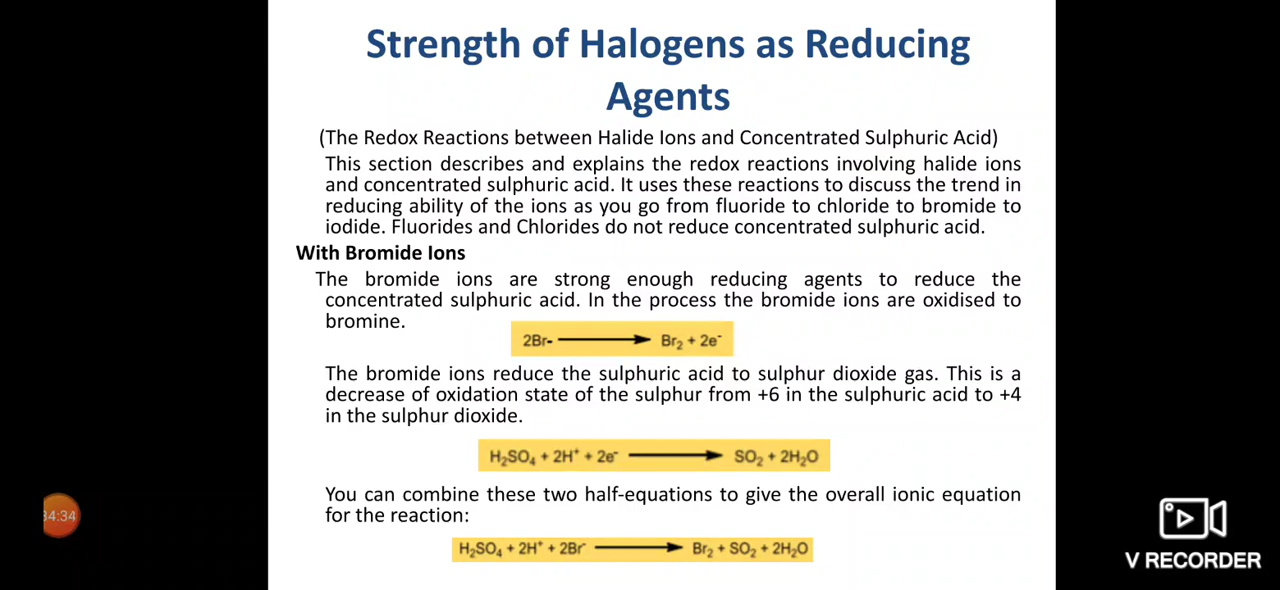 Strength of Halogens as Reducing
Agents
(The Redox Reactions between Halide Ions and Concentrated Sulphuric Acid)
This section describes and explains the redox reactions involving halide ions
and concentrated sulphuric acid. It uses these reactions to discuss the trend in
reducing ability of the ions as you go from fluoride to chloride to bromide to
iodide. Fluorides and Chlorides do not reduce concentrated sulphuric acid.
With Bromide Ions
The bromide ions are strong enough reducing agents to reduce the
concentrated sulphuric acid. In the process the bromide ions are oxidised to
bromine.
2Br- ⟶ Br₂ + 2e⁻
The bromide ions reduce the sulphuric acid to sulphur dioxide gas. This is a
decrease of oxidation state of the sulphur from +6 in the sulphuric acid to +4
in the sulphur dioxide.
H₂SO₄ + 2H⁺ + 2e⁻ ⟶ SO₂ + 2H₂O
You can combine these two half-equations to give the overall ionic equation
for the reaction:
H₂SO₄ + 2H⁺ + 2Br⁻ ⟶ Br₂ + SO₂ + 2H₂O
34:34
V RECORDER